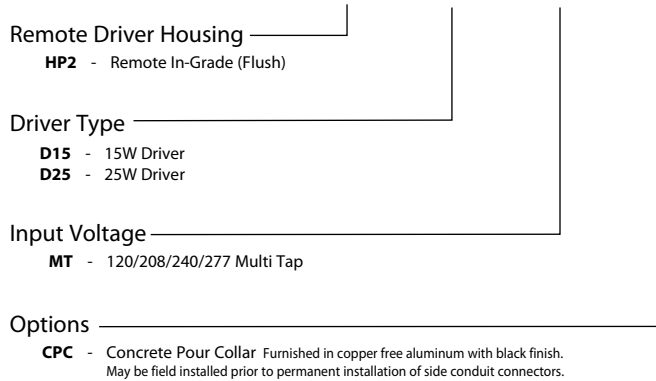 Remote Driver Housing
HP2 - Remote In-Grade (Flush)
Driver Type
D15 - 15W Driver
D25 - 25W Driver
Input Voltage
MT - 120/208/240/277 Multi Tap
Options
CPC - Concrete Pour Collar Furnished in copper free aluminum with black finish.
May be field installed prior to permanent installation of side conduit connectors.